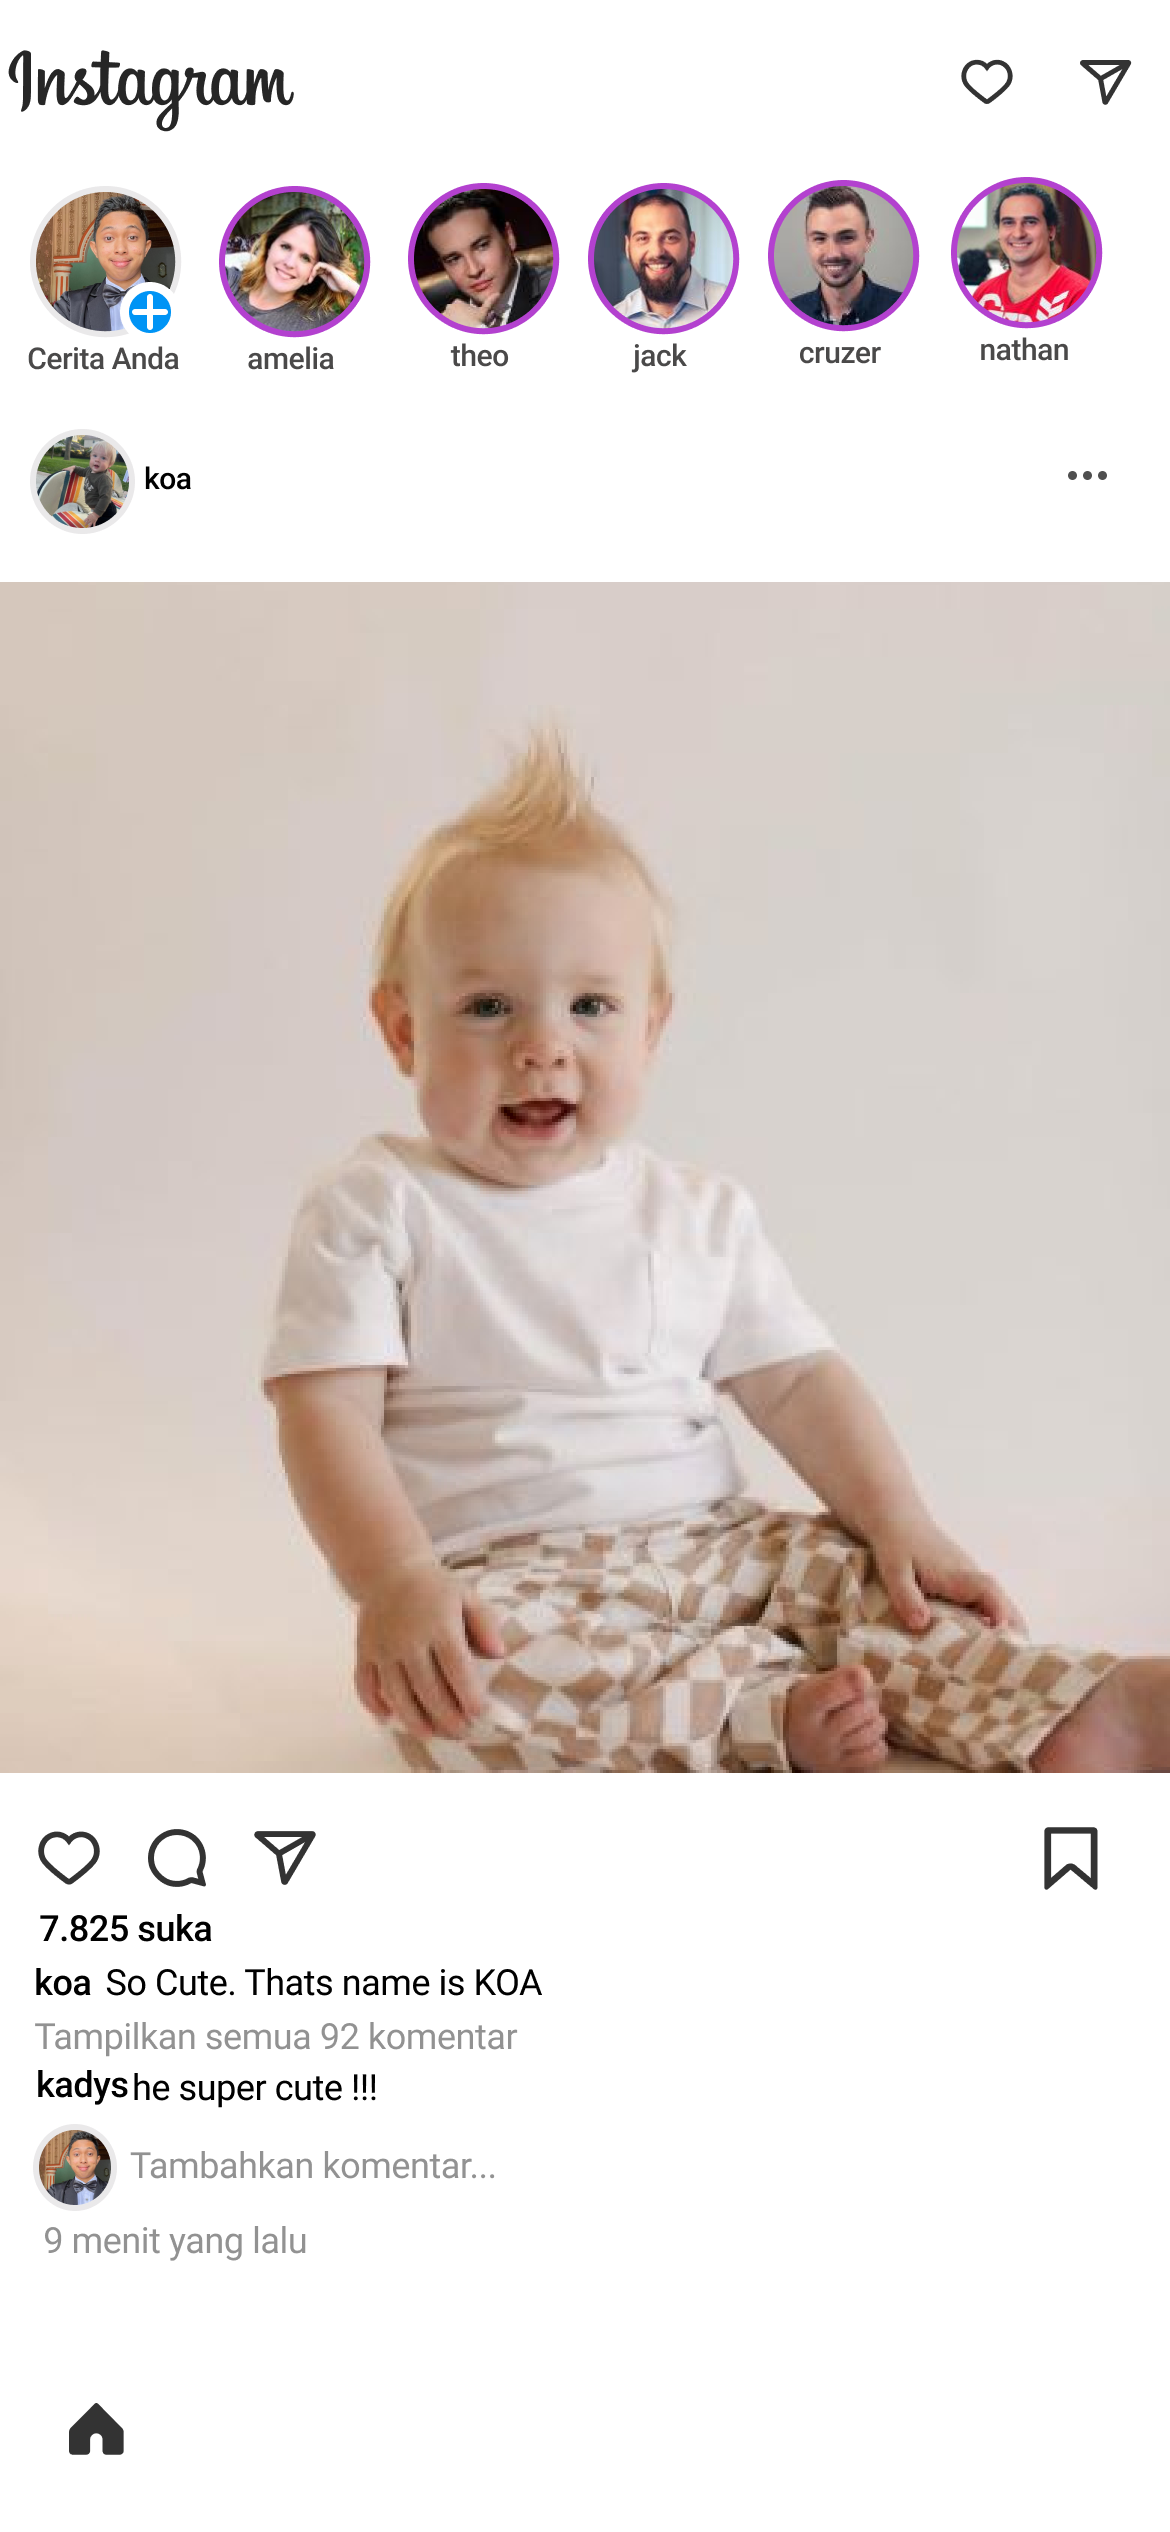 Instagram
Cerita Anda amelia theo jack cruzer nathan
koa
7.825 suka
koa So Cute. Thats name is KOA
Tampilkan semua 92 komentar
kadys he super cute !!!
Tambahkan komentar...
9 menit yang lalu